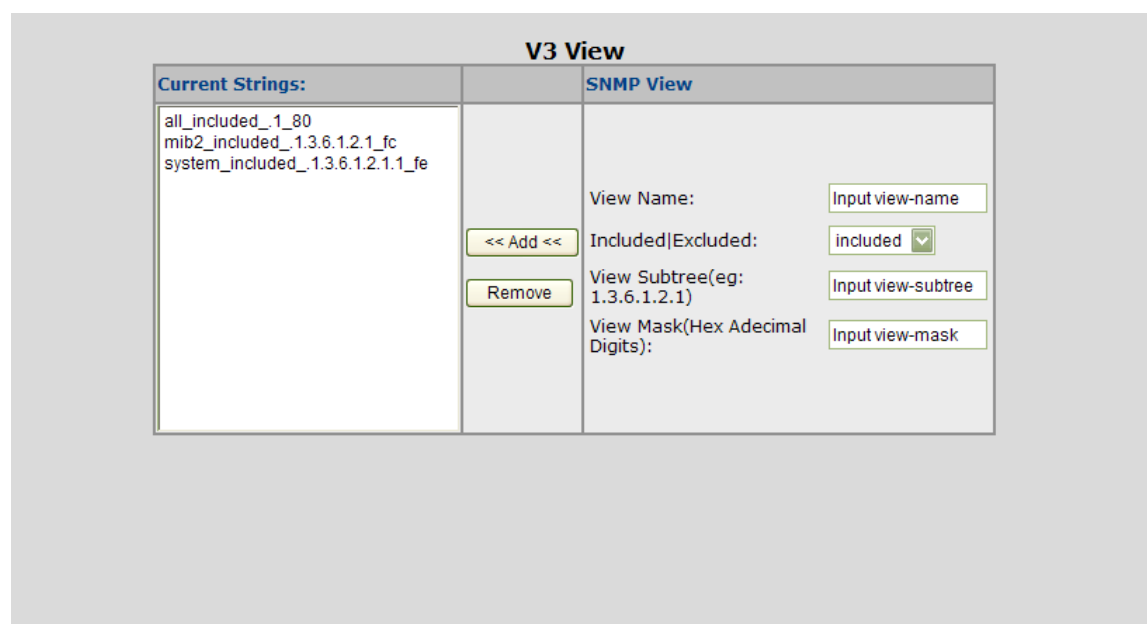 V3 View
Current Strings:
SNMP View
all_included_.1_80
mib2_included_.1.3.6.1.2.1_fc
system_included_.1.3.6.1.2.1.1_fe
<< Add <<
Remove
View Name:
Input view-name
Included|Excluded:
included
View Subtree(eg:
1.3.6.1.2.1)
Input view-subtree
View Mask(Hex Adecimal
Digits):
Input view-mask